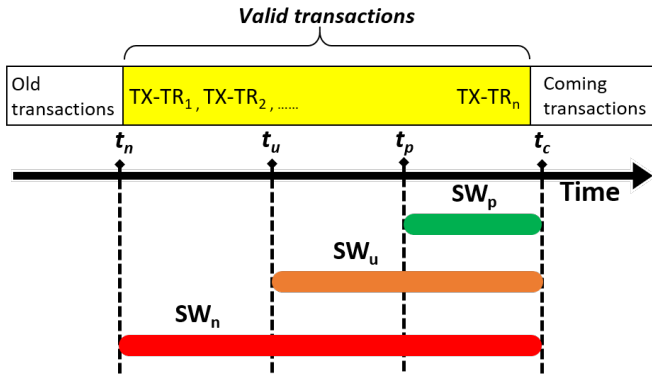 Valid transactions
Old
transactions
TX-TR1, TX-TR2, ......
TX-TRn
Coming
transactions
tn
tu
tp
tc
Time
SWp
SWu
SWn